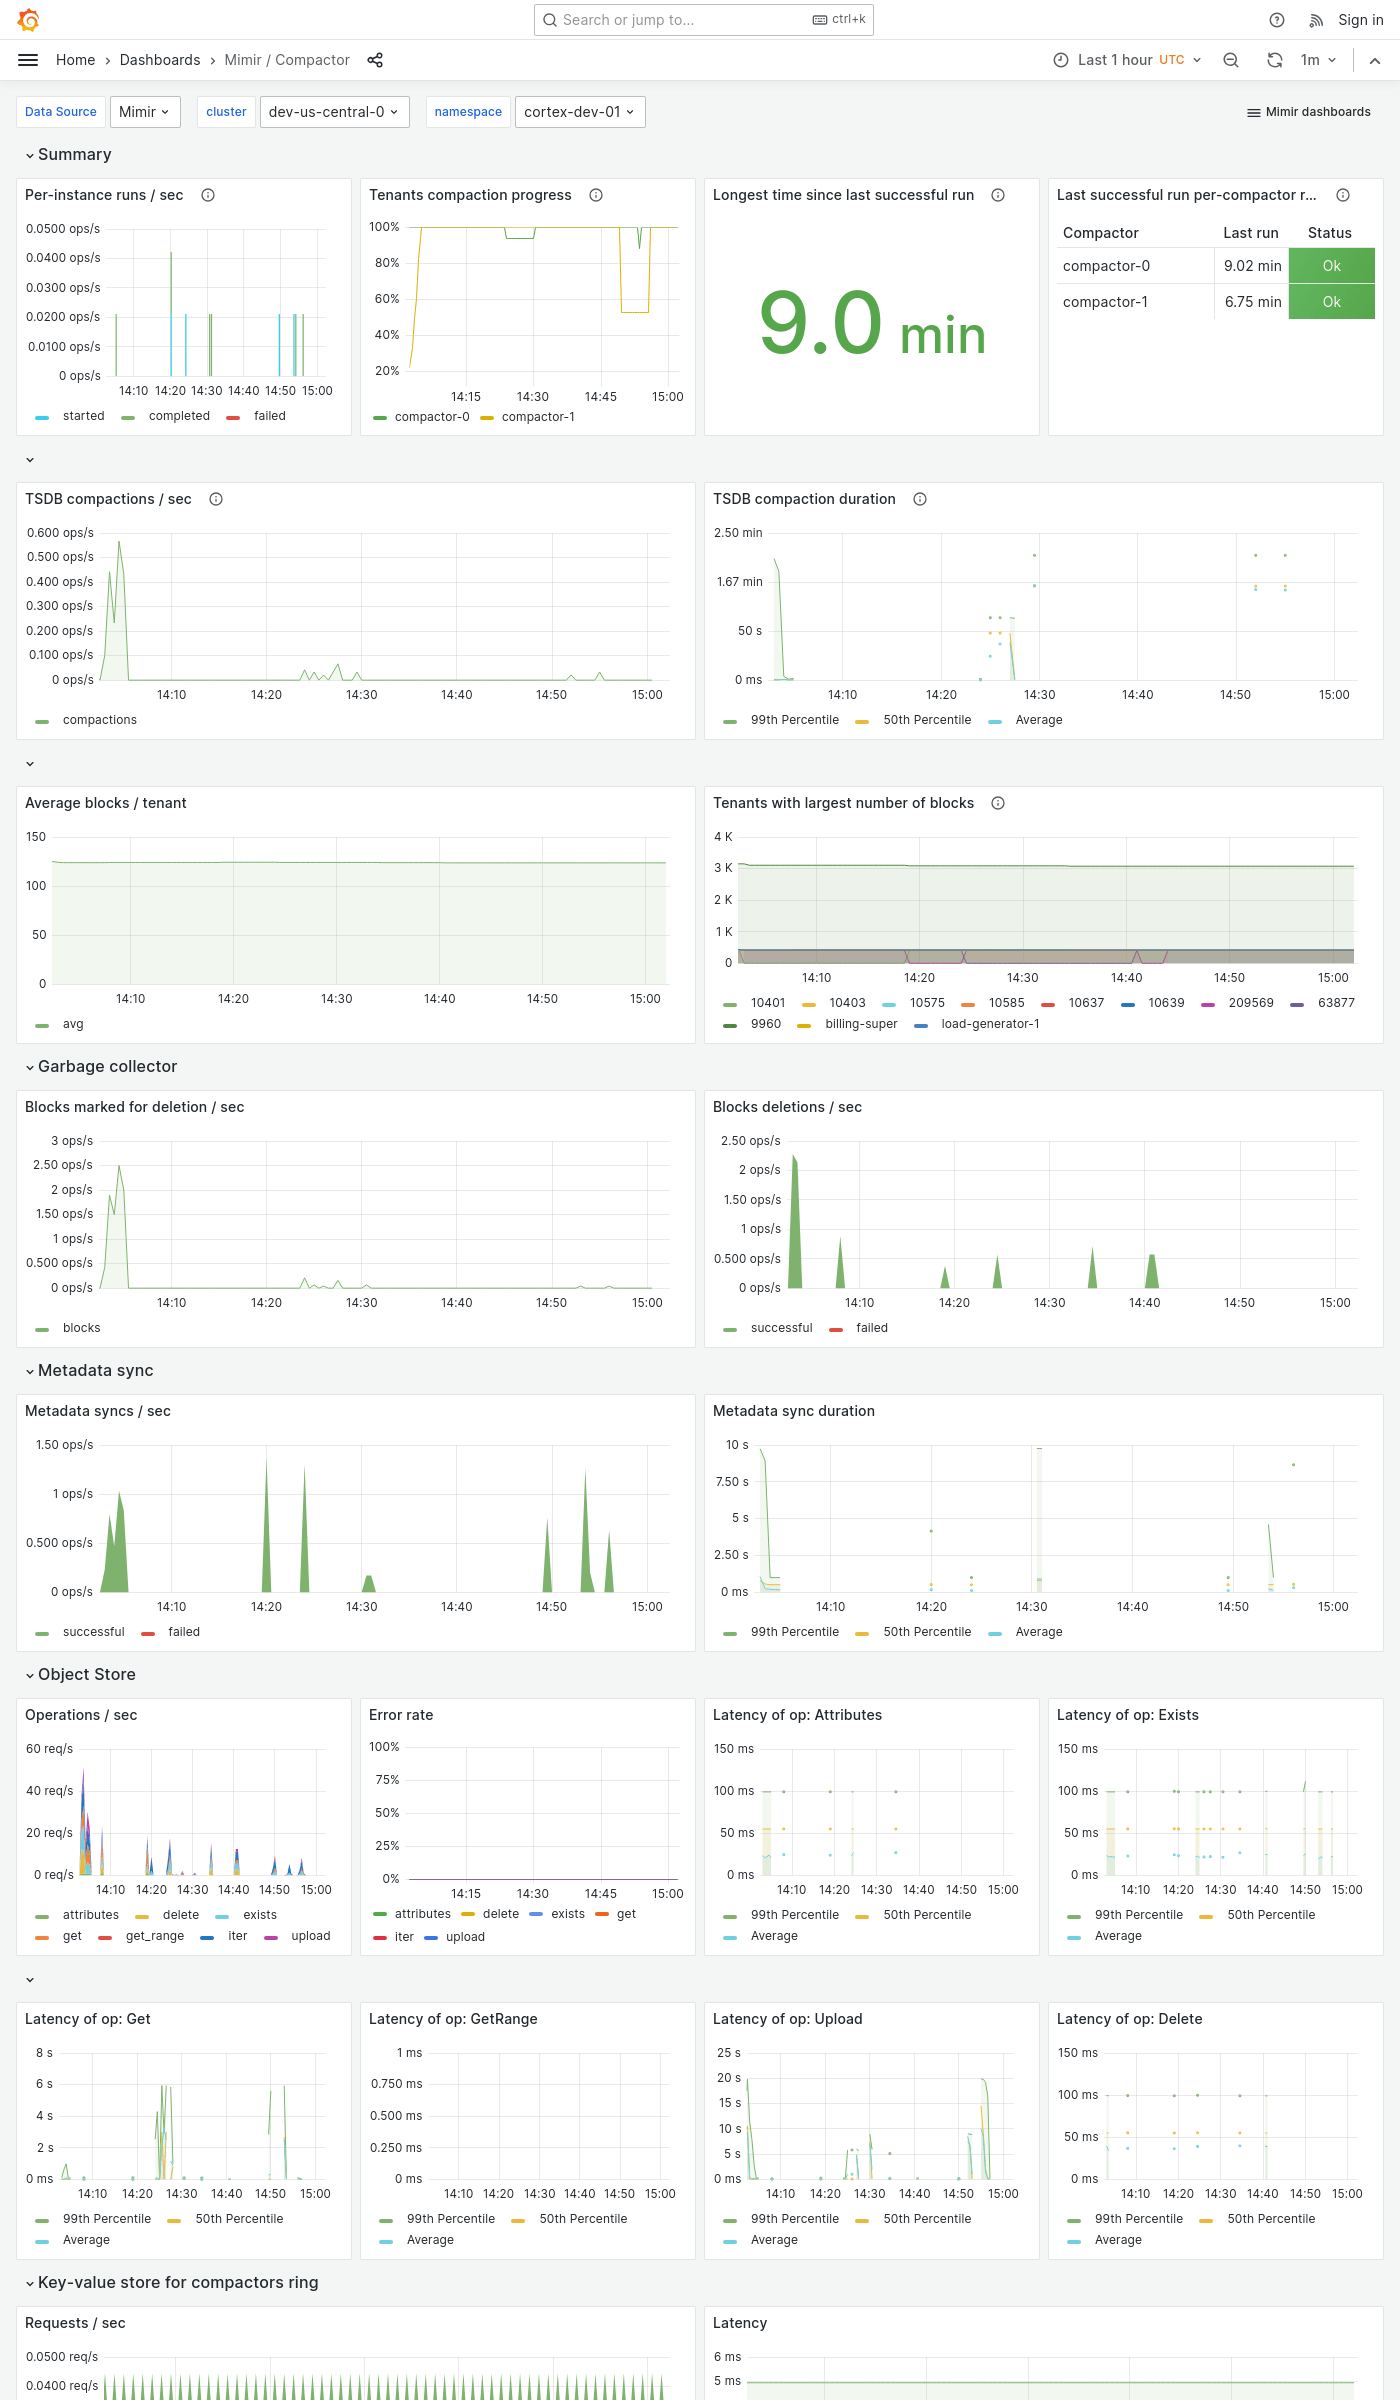 Search or jump to... ctrl+k Sign in
Home Dashboards Mimir / Compactor Last 1 hour UTC 1m
Data Source Mimir cluster dev-us-central-0 namespace cortex-dev-01 Mimir dashboards
Summary
Per-instance runs / sec
0.0500 ops/s
0.0400 ops/s
0.0300 ops/s
0.0200 ops/s
0.0100 ops/s
0 ops/s
14:10 14:20 14:30 14:40 14:50 15:00
started completed failed
Tenants compaction progress
100%
80%
60%
40%
20%
14:15 14:30 14:45 15:00
compactor-0 compactor-1
Longest time since last successful run
9.0 min
Last successful run per-compactor r...
Compactor Last run Status
compactor-0 9.02 min Ok
compactor-1 6.75 min Ok
TSDB compactions / sec
0.600 ops/s
0.500 ops/s
0.400 ops/s
0.300 ops/s
0.200 ops/s
0.100 ops/s
0 ops/s
14:10 14:20 14:30 14:40 14:50 15:00
compactions
TSDB compaction duration
2.50 min
1.67 min
50 s
0 ms
14:10 14:20 14:30 14:40 14:50 15:00
99th Percentile 50th Percentile Average
Average blocks / tenant
150
100
50
0
14:10 14:20 14:30 14:40 14:50 15:00
avg
Tenants with largest number of blocks
4 K
3 K
2 K
1 K
0
14:10 14:20 14:30 14:40 14:50 15:00
10401 10403 10575 10585 10637 10639 209569 63877
9960 billing-super load-generator-1
Garbage collector
Blocks marked for deletion / sec
3 ops/s
2.50 ops/s
2 ops/s
1.50 ops/s
1 ops/s
0.500 ops/s
0 ops/s
14:10 14:20 14:30 14:40 14:50 15:00
blocks
Blocks deletions / sec
2.50 ops/s
2 ops/s
1.50 ops/s
1 ops/s
0.500 ops/s
0 ops/s
14:10 14:20 14:30 14:40 14:50 15:00
successful failed
Metadata sync
Metadata syncs / sec
1.50 ops/s
1 ops/s
0.500 ops/s
0 ops/s
14:10 14:20 14:30 14:40 14:50 15:00
successful failed
Metadata sync duration
10 s
7.50 s
5 s
2.50 s
0 ms
14:10 14:20 14:30 14:40 14:50 15:00
99th Percentile 50th Percentile Average
Object Store
Operations / sec
60 req/s
40 req/s
20 req/s
0 req/s
14:10 14:20 14:30 14:40 14:50 15:00
attributes delete exists
get get_range iter upload
Error rate
100%
75%
50%
25%
0%
14:15 14:30 14:45 15:00
attributes delete exists get
iter upload
Latency of op: Attributes
150 ms
100 ms
50 ms
0 ms
14:10 14:20 14:30 14:40 14:50 15:00
99th Percentile 50th Percentile
Average
Latency of op: Exists
150 ms
100 ms
50 ms
0 ms
14:10 14:20 14:30 14:40 14:50 15:00
99th Percentile 50th Percentile
Average
Latency of op: Get
8 s
6 s
4 s
2 s
0 ms
14:10 14:20 14:30 14:40 14:50 15:00
99th Percentile 50th Percentile
Average
Latency of op: GetRange
1 ms
0.750 ms
0.500 ms
0.250 ms
0 ms
14:10 14:20 14:30 14:40 14:50 15:00
99th Percentile 50th Percentile
Average
Latency of op: Upload
25 s
20 s
15 s
10 s
5 s
0 ms
14:10 14:20 14:30 14:40 14:50 15:00
99th Percentile 50th Percentile
Average
Latency of op: Delete
150 ms
100 ms
50 ms
0 ms
14:10 14:20 14:30 14:40 14:50 15:00
99th Percentile 50th Percentile
Average
Key-value store for compactors ring
Requests / sec
0.0500 req/s
0.0400 req/s
Latency
6 ms
5 ms